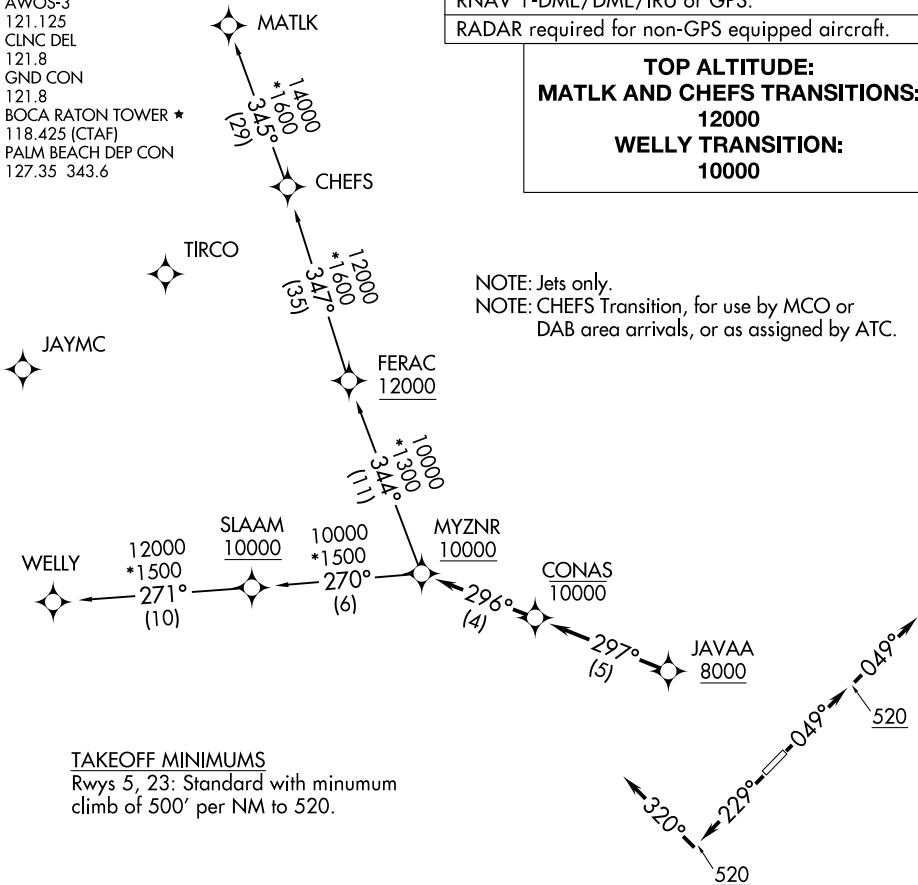 AWOS-3
121.125
CLNC DEL
121.8
GND CON
121.8
BOCA RATON TOWER ★
118.425 (CTAF)
PALM BEACH DEP CON
127.35 343.6
RNAV 1-DME/DME/IRU or GPS.
RADAR required for non-GPS equipped aircraft.
TOP ALTITUDE:
MATLK AND CHEFS TRANSITIONS:
12000
WELLY TRANSITION:
10000
MATLK
14000
*1600
345°
(29)
CHEFS
TIRCO
12000
*1600
347°
(35)
NOTE: Jets only.
NOTE: CHEFS Transition, for use by MCO or
DAB area arrivals, or as assigned by ATC.
JAYMC
FERAC
12000
10000
*1300
344°
(11)
WELLY
12000
*1500
271°
(10)
SLAAM
10000
10000
*1500
270°
(6)
MYZNR
10000
296°
(4)
CONAS
10000
297°
(5)
JAVAA
8000
049°
520
049°
229°
320°
520
TAKEOFF MINIMUMS
Rwys 5, 23: Standard with minumum
climb of 500' per NM to 520.